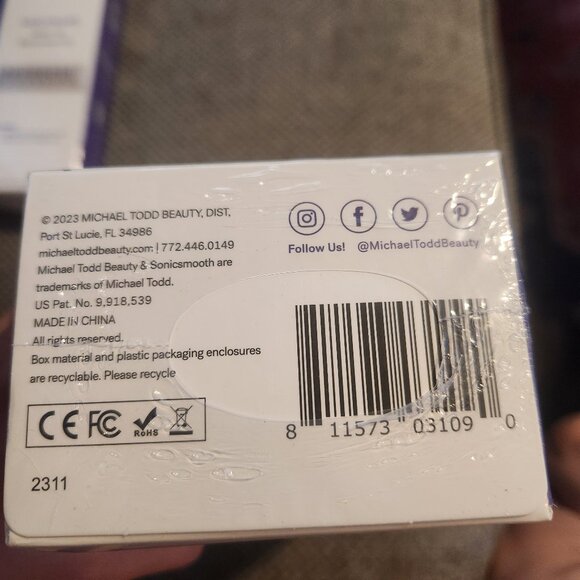 © 2023 MICHAEL TODD BEAUTY, DIST,
Port St Lucie, FL 34986
michaeltoddbeauty.com | 772.446.0149
Michael Todd Beauty & Sonicsmooth are
trademarks of Michael Todd.
US Pat. No. 9,918,539
MADE IN CHINA
All rights reserved.
Box material and plastic packaging enclosures
are recyclable. Please recycle
CE FC RoHS
2311
Follow Us! @MichaelToddBeauty
8 11573 03109 0